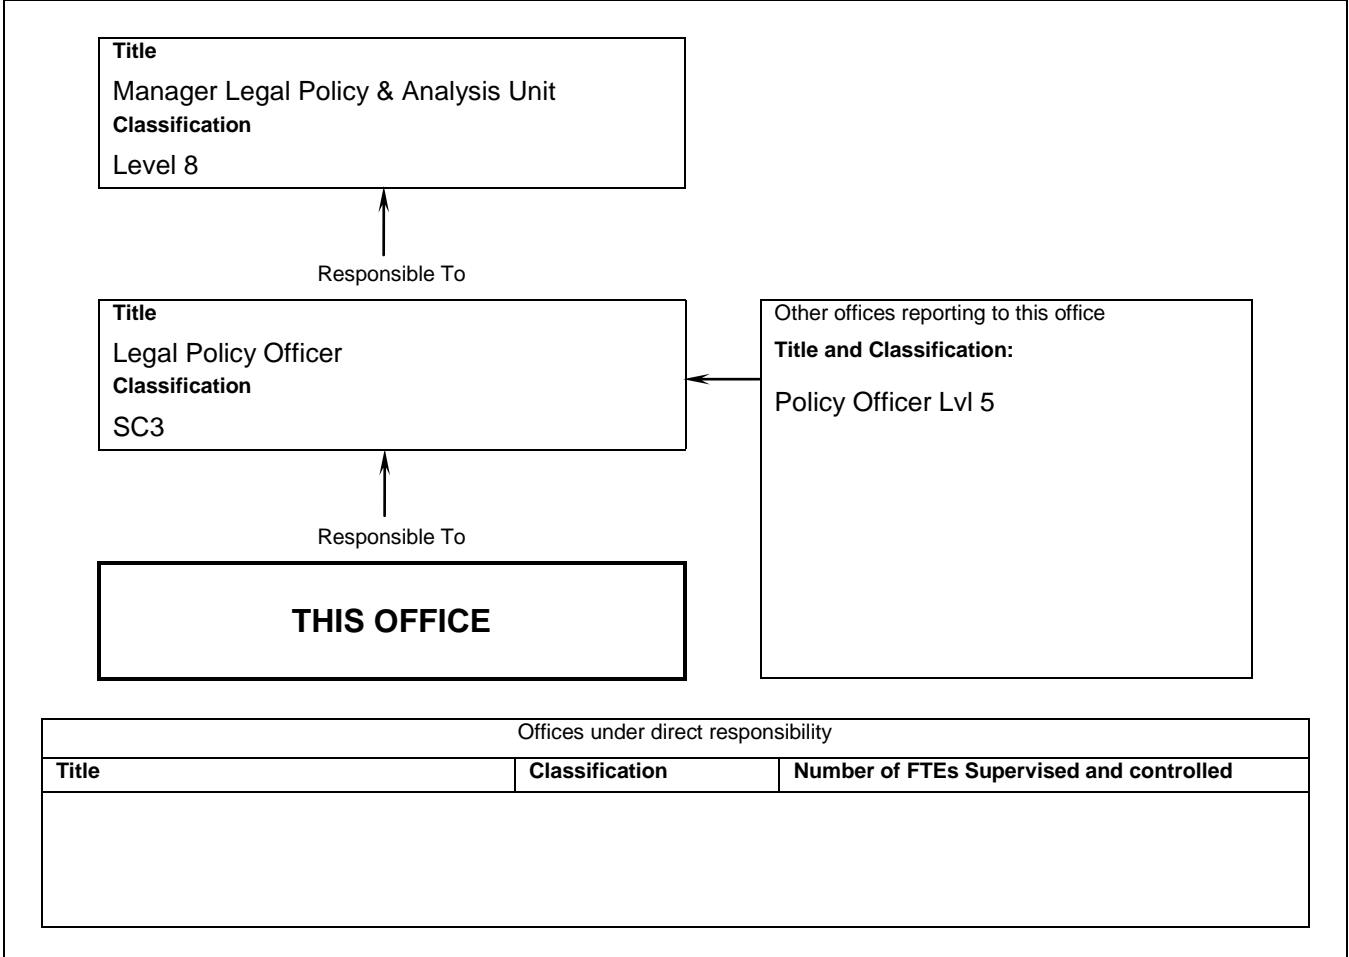 Title
Manager Legal Policy & Analysis Unit
Classification
Level 8
Responsible To
Title
Legal Policy Officer
Classification
SC3
Other offices reporting to this office
Title and Classification:
Policy Officer Lvl 5
Responsible To
THIS OFFICE
Offices under direct responsibility
Title Classification Number of FTEs Supervised and controlled